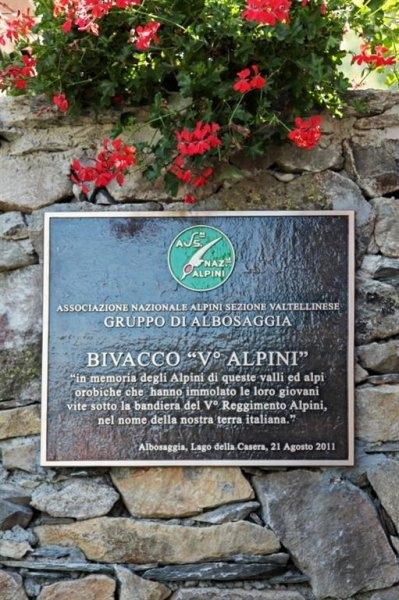 ASS.NE
NAZ.LE
ALPINI
ASSOCIAZIONE NAZIONALE ALPINI SEZIONE VALTELLINESE
GRUPPO DI ALBOSAGGIA
BIVACCO "V° ALPINI"
"in memoria degli Alpini di queste valli ed alpi
orobiche che hanno immolato le loro giovani
vite sotto la bandiera del V° Reggimento Alpini,
nel nome della nostra terra italiana."
Albosaggia, Lago della Casera, 21 Agosto 2011